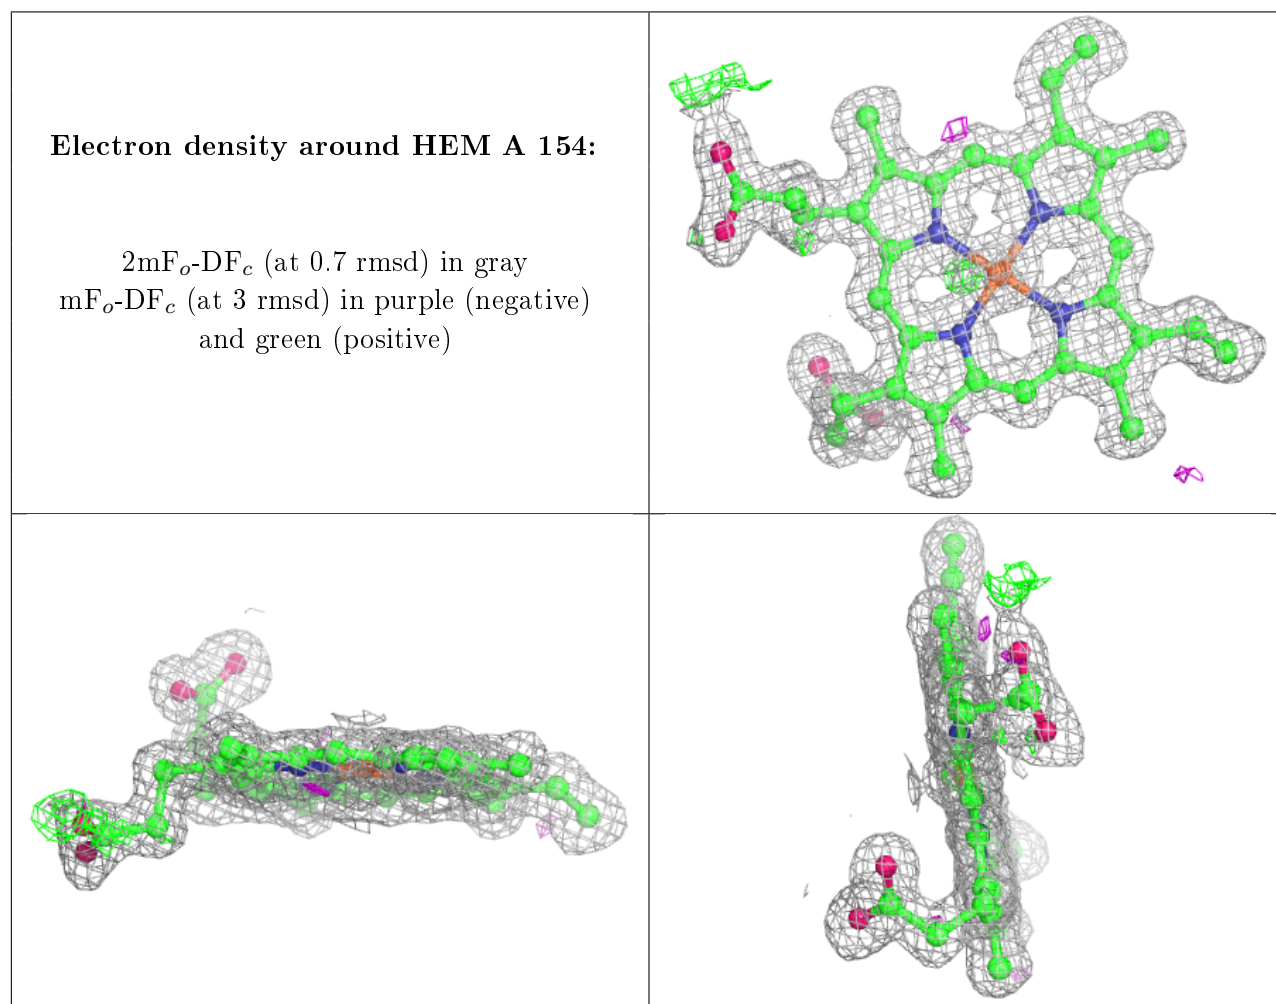 Electron density around HEM A 154:
2mFo-DFc (at 0.7 rmsd) in gray
mFo-DFc (at 3 rmsd) in purple (negative)
and green (positive)